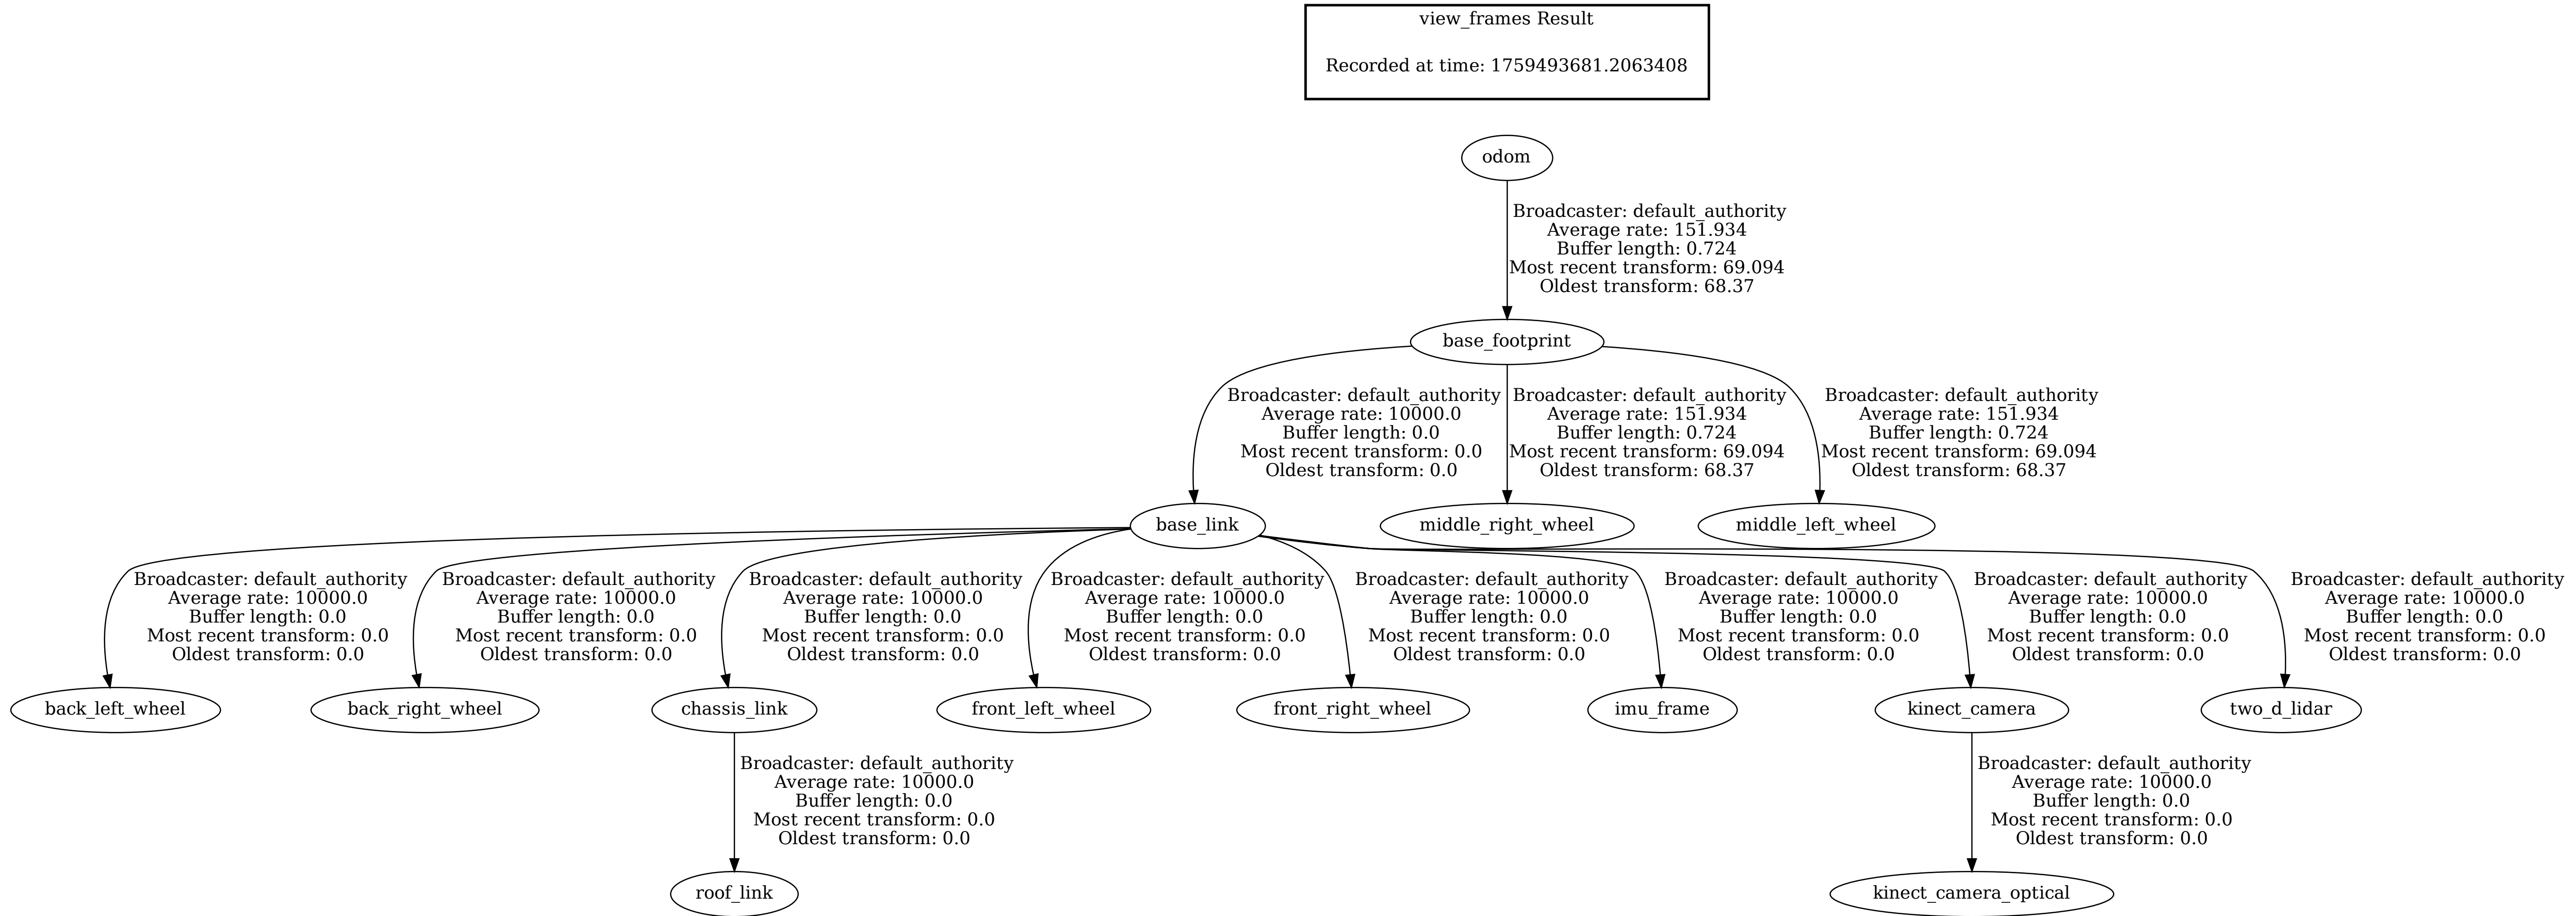 view_frames Result
Recorded at time: 1759493681.2063408
odom
Broadcaster: default_authority
Average rate: 151.934
Buffer length: 0.724
Most recent transform: 69.094
Oldest transform: 68.37
base_footprint
Broadcaster: default_authority
Average rate: 10000.0
Buffer length: 0.0
Most recent transform: 0.0
Oldest transform: 0.0
Broadcaster: default_authority
Average rate: 151.934
Buffer length: 0.724
Most recent transform: 69.094
Oldest transform: 68.37
Broadcaster: default_authority
Average rate: 151.934
Buffer length: 0.724
Most recent transform: 69.094
Oldest transform: 68.37
base_link
middle_right_wheel
middle_left_wheel
Broadcaster: default_authority
Average rate: 10000.0
Buffer length: 0.0
Most recent transform: 0.0
Oldest transform: 0.0
Broadcaster: default_authority
Average rate: 10000.0
Buffer length: 0.0
Most recent transform: 0.0
Oldest transform: 0.0
Broadcaster: default_authority
Average rate: 10000.0
Buffer length: 0.0
Most recent transform: 0.0
Oldest transform: 0.0
Broadcaster: default_authority
Average rate: 10000.0
Buffer length: 0.0
Most recent transform: 0.0
Oldest transform: 0.0
Broadcaster: default_authority
Average rate: 10000.0
Buffer length: 0.0
Most recent transform: 0.0
Oldest transform: 0.0
Broadcaster: default_authority
Average rate: 10000.0
Buffer length: 0.0
Most recent transform: 0.0
Oldest transform: 0.0
Broadcaster: default_authority
Average rate: 10000.0
Buffer length: 0.0
Most recent transform: 0.0
Oldest transform: 0.0
Broadcaster: default_authority
Average rate: 10000.0
Buffer length: 0.0
Most recent transform: 0.0
Oldest transform: 0.0
back_left_wheel
back_right_wheel
chassis_link
front_left_wheel
front_right_wheel
imu_frame
kinect_camera
two_d_lidar
Broadcaster: default_authority
Average rate: 10000.0
Buffer length: 0.0
Most recent transform: 0.0
Oldest transform: 0.0
Broadcaster: default_authority
Average rate: 10000.0
Buffer length: 0.0
Most recent transform: 0.0
Oldest transform: 0.0
roof_link
kinect_camera_optical